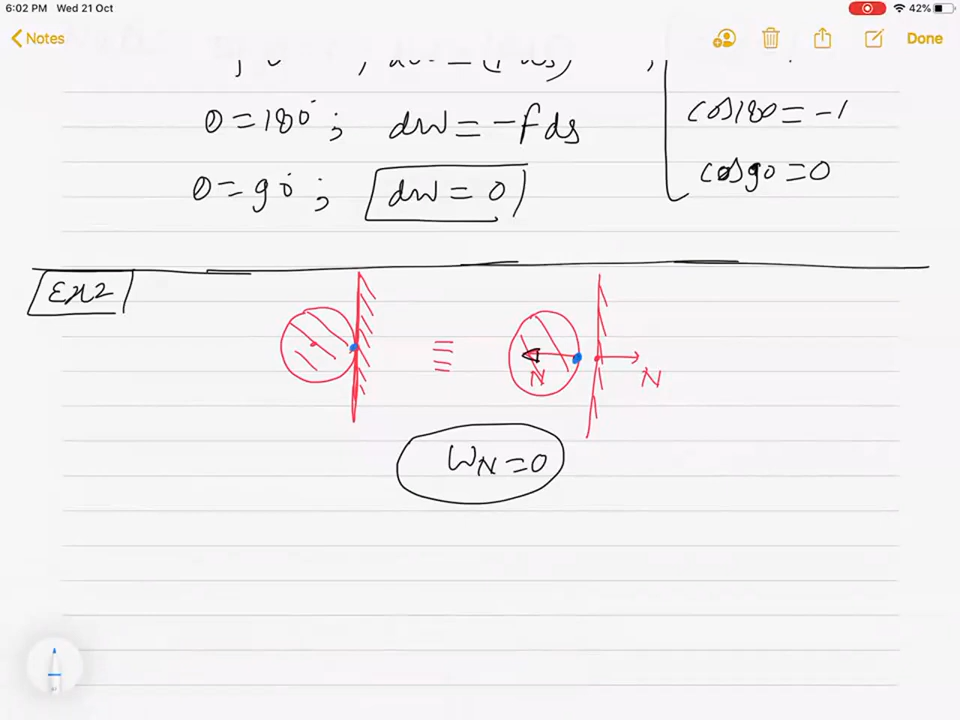 6:02 PM Wed 21 Oct
42%
Notes
Done
θ = 180° ; dw = -Fds
cos180 = -1
θ = 90° ; dw = 0
cos90 = 0
Ex2
≡
N
N
WN = 0